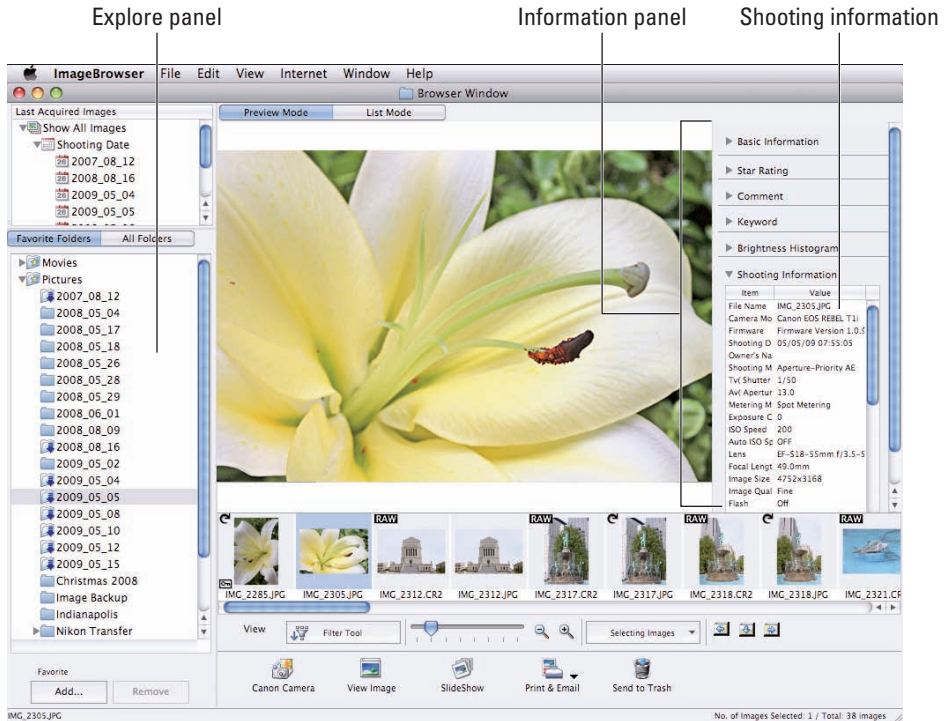 Explore panel
Information panel
Shooting information
ImageBrowser File Edit View Internet Window Help
Browser Window
Last Acquired Images
Show All Images
Shooting Date
2007_08_12
2008_08_16
2009_05_04
2009_05_05
Favorite Folders
All Folders
Movies
Pictures
2007_08_12
2008_05_04
2008_05_17
2008_05_18
2008_05_26
2008_05_28
2008_05_29
2008_06_01
2008_08_09
2008_08_16
2009_05_02
2009_05_04
2009_05_05
2009_05_08
2009_05_10
2009_05_12
2009_05_15
Christmas 2008
Image Backup
Indianapolis
Nikon Transfer
Favorite
Add...
Remove
Preview Mode
List Mode
Basic Information
Star Rating
Comment
Keyword
Brightness Histogram
Shooting Information
Item Value
File Name IMG_2305.JPG
Camera Mo Canon EOS REBEL T1i
Firmware Firmware Version 1.0.9
Shooting D 05/05/09 07:55:05
Owner's Na
Shooting M Aperture-Priority AE
Tv( Shutter 1/50
Av( Apertur 13.0
Metering M Spot Metering
Exposure C 0
ISO Speed 200
Auto ISO Sp OFF
Lens EF-S18-55mm f/3.5-5
Focal Lengt 49.0mm
Image Size 4752x3168
Image Qual Fine
Flash Off
RAW RAW RAW RAW
IMG_2285.JPG IMG_2305.JPG IMG_2312.CR2 IMG_2312.JPG IMG_2317.CR2 IMG_2317.JPG IMG_2318.CR2 IMG_2318.JPG IMG_2321.CR
View
Filter Tool
Selecting Images
Canon Camera
View Image
SlideShow
Print & Email
Send to Trash
IMG_2305.JPG
No. of Images Selected: 1 / Total: 38 images